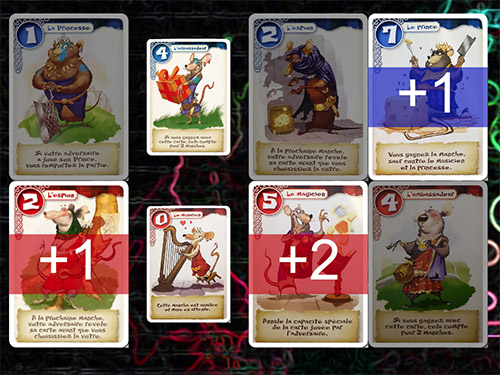 1 La Princesse
Si votre adversaire
a joué son Prince,
vous remportez la partie.
4 L'ambassadeur
Si vous gagnez avec
cette carte, cela compte
pour 2 manches.
2 L'espion
A la prochaine manche,
votre adversaire révèle
sa carte avant que vous
choisissiez la vôtre.
7 Le Prince
+1
Vous gagnez la manche,
sauf contre le musicien
et la Princesse.
2 L'espion
+1
A la prochaine manche,
votre adversaire révèle
sa carte avant que vous
choisissiez la vôtre.
0 Le Musicien
Cette manche est annulée
et mise en attente.
5 Le Magicien
+2
Annule la capacité spéciale
de la carte jouée par
l'adversaire.
4 L'ambassadeur
Si vous gagnez avec
cette carte, cela compte
pour 2 manches.